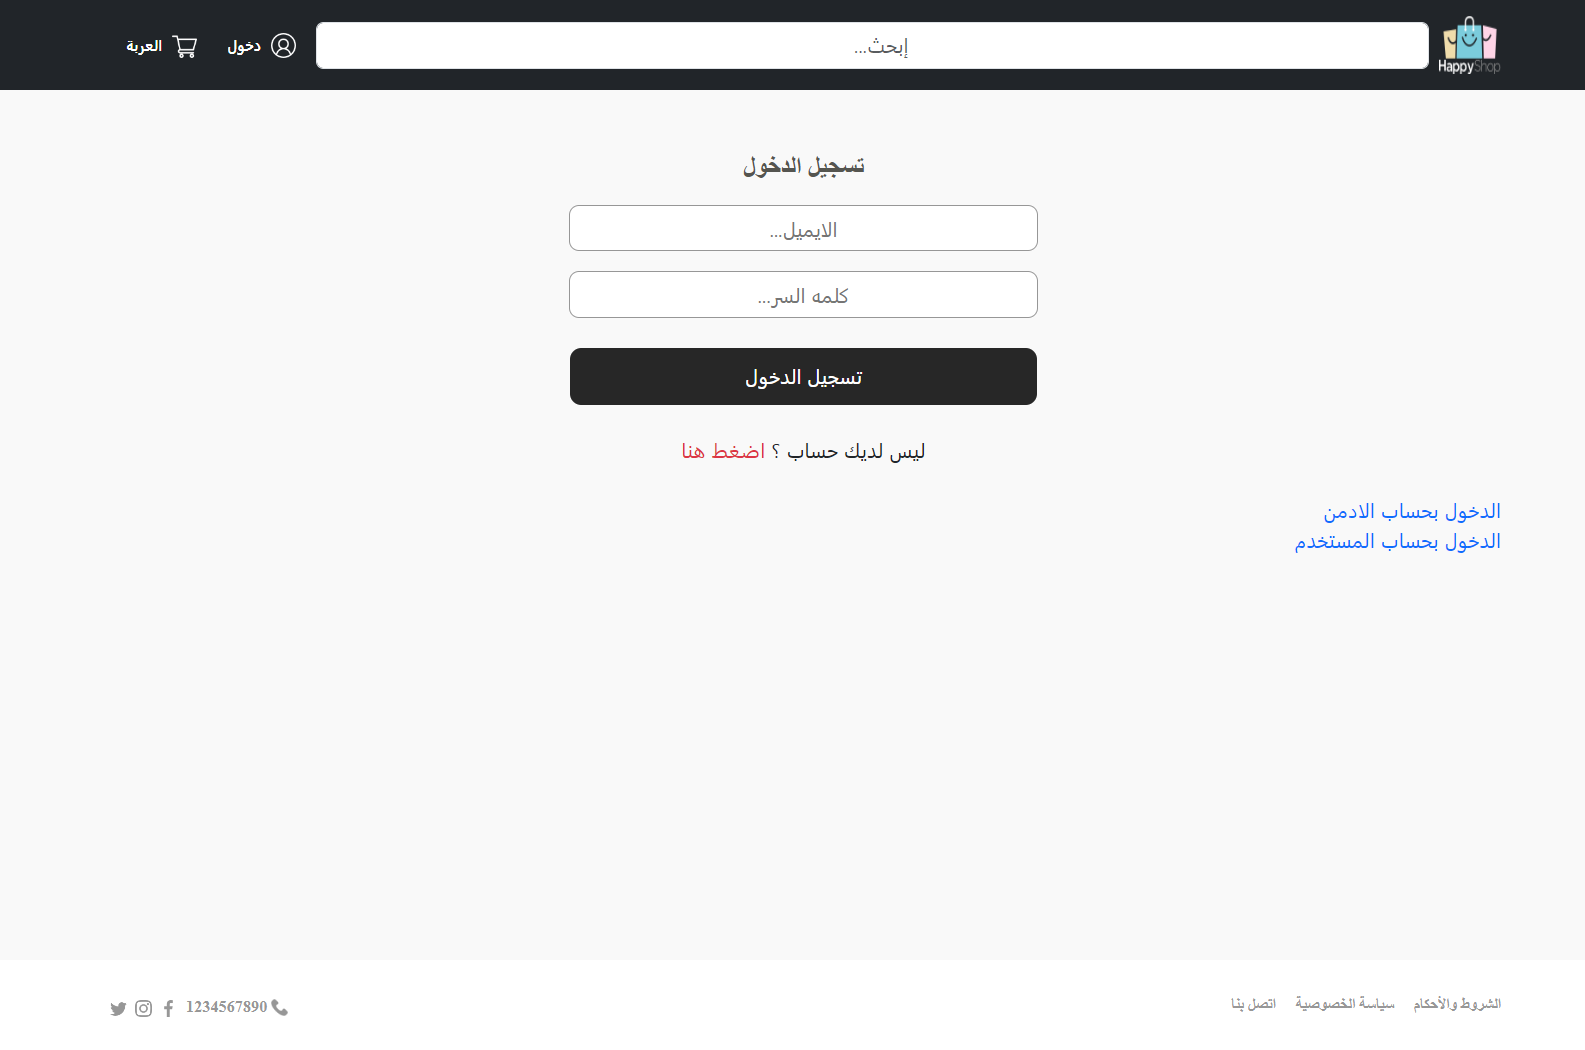 HappyShop
إبحث...
دخول
العربة
تسجيل الدخول
الايميل...
كلمه السر...
تسجيل الدخول
ليس لديك حساب ؟ اضغط هنا
الدخول بحساب الادمن
الدخول بحساب المستخدم
الشروط والأحكام
سياسة الخصوصية
اتصل بنا
1234567890